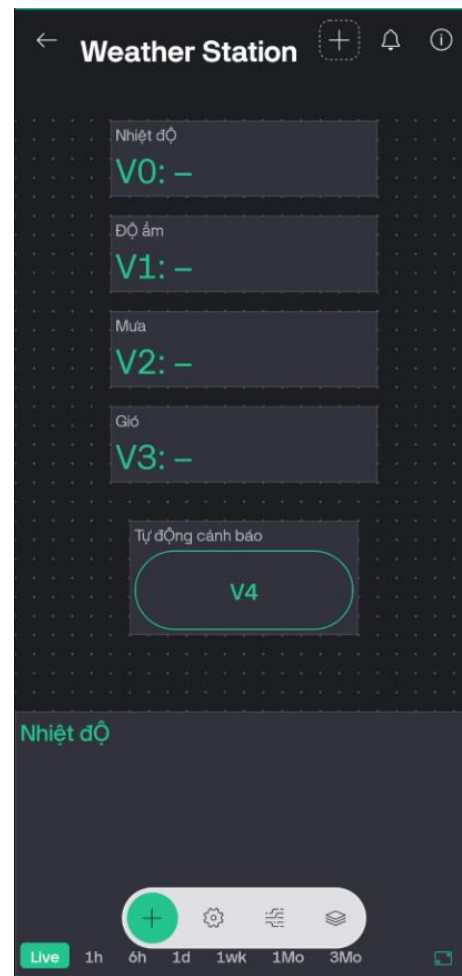 Weather Station
Nhiệt độ
V0: –
Độ ẩm
V1: –
Mưa
V2: –
Gió
V3: –
Tự động cảnh báo
V4
Nhiệt độ
Live 1h 6h 1d 1wk 1Mo 3Mo